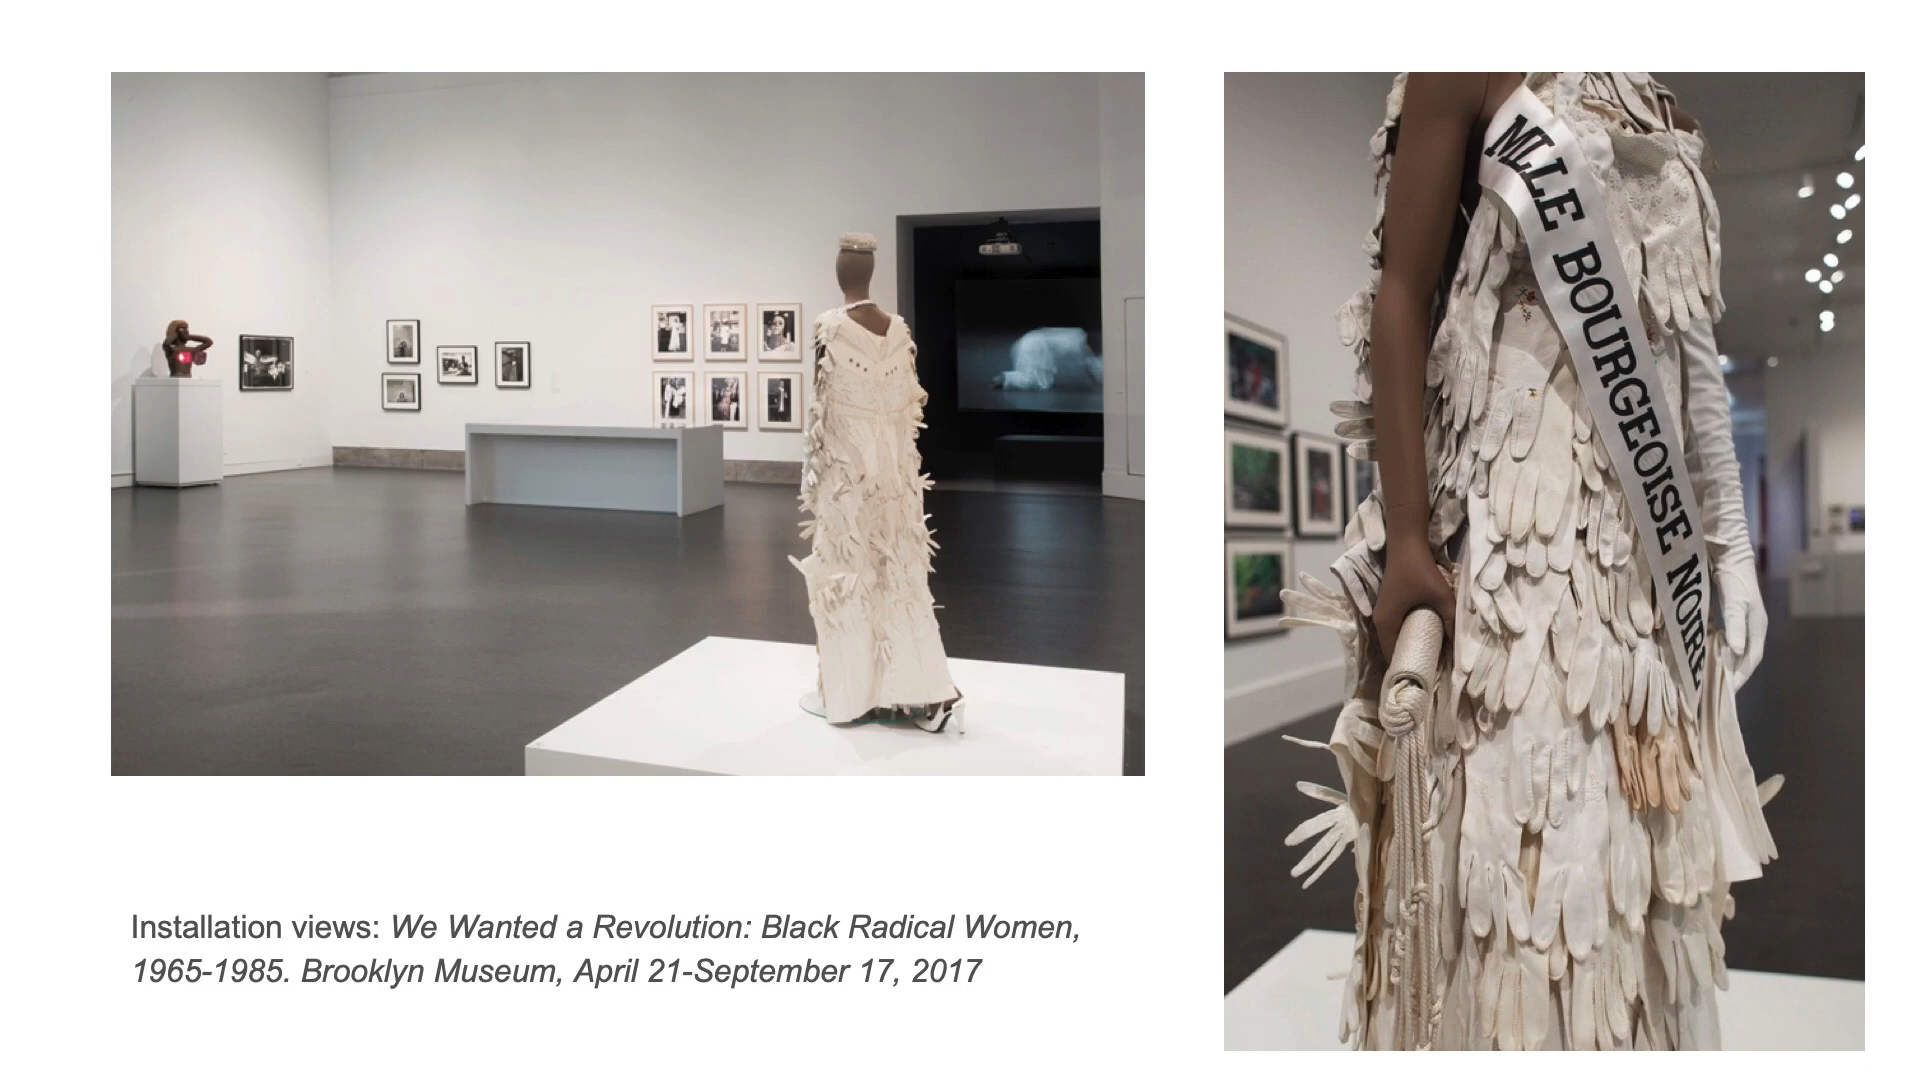 MLLE BOURGEOISE NOIRE
Installation views: We Wanted a Revolution: Black Radical Women,
1965-1985. Brooklyn Museum, April 21-September 17, 2017